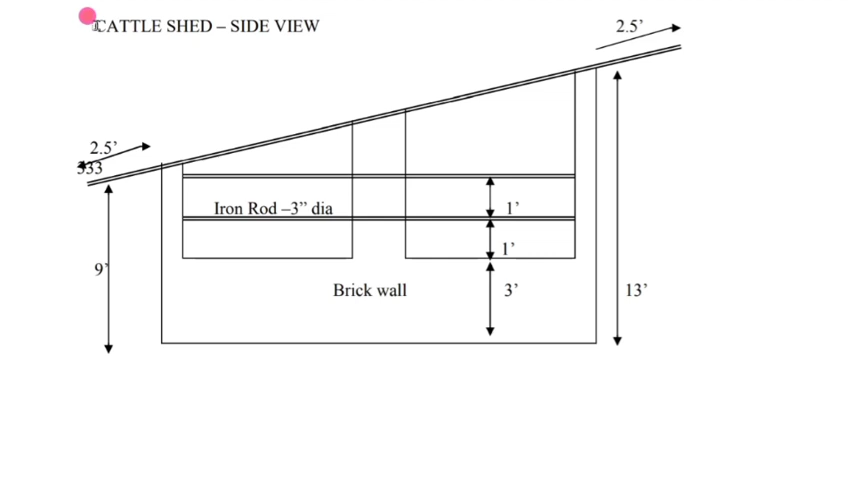 CATTLE SHED – SIDE VIEW
2.5’
2.5’
333
Iron Rod –3” dia
1’
1’
9’
Brick wall
3’
13’